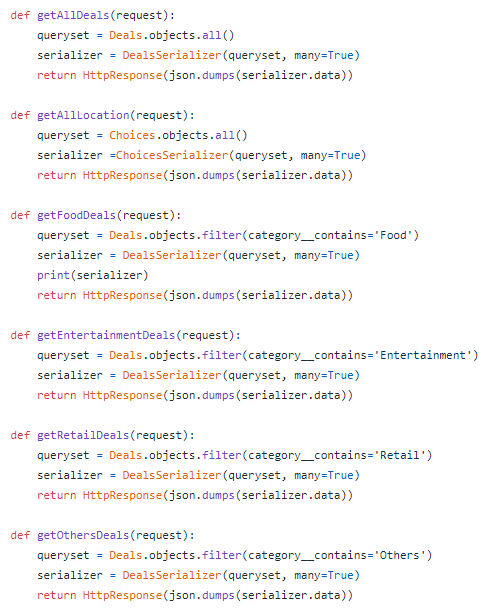 def getAllDeals(request):
    queryset = Deals.objects.all()
    serializer = DealsSerializer(queryset, many=True)
    return HttpResponse(json.dumps(serializer.data))

def getAllLocation(request):
    queryset = Choices.objects.all()
    serializer =ChoicesSerializer(queryset, many=True)
    return HttpResponse(json.dumps(serializer.data))

def getFoodDeals(request):
    queryset = Deals.objects.filter(category__contains='Food')
    serializer = DealsSerializer(queryset, many=True)
    print(serializer)
    return HttpResponse(json.dumps(serializer.data))

def getEntertainmentDeals(request):
    queryset = Deals.objects.filter(category__contains='Entertainment')
    serializer = DealsSerializer(queryset, many=True)
    return HttpResponse(json.dumps(serializer.data))

def getRetailDeals(request):
    queryset = Deals.objects.filter(category__contains='Retail')
    serializer = DealsSerializer(queryset, many=True)
    return HttpResponse(json.dumps(serializer.data))

def getOthersDeals(request):
    queryset = Deals.objects.filter(category__contains='Others')
    serializer = DealsSerializer(queryset, many=True)
    return HttpResponse(json.dumps(serializer.data))